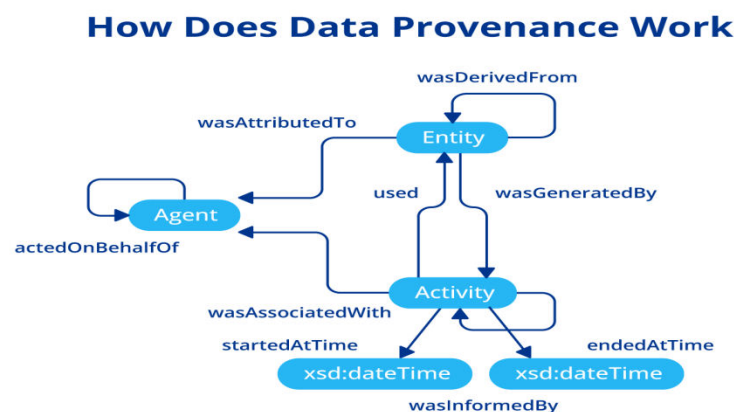 How Does Data Provenance Work
wasDerivedFrom
wasAttributedTo
Entity
used
wasGeneratedBy
Agent
actedOnBehalfOf
Activity
wasAssociatedWith
startedAtTime
endedAtTime
xsd:dateTime
xsd:dateTime
wasInformedBy